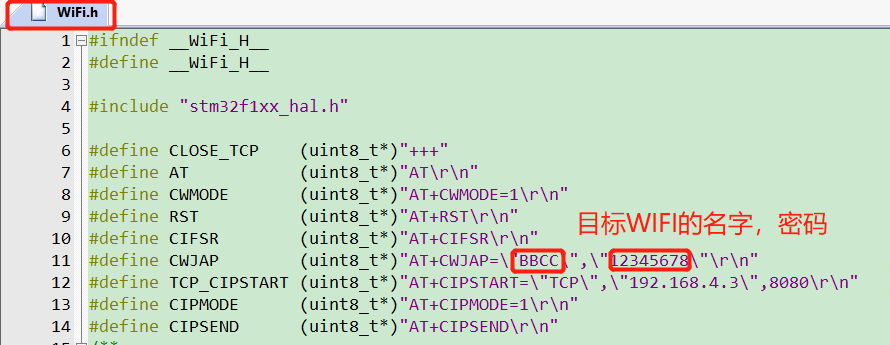 WiFi.h
1 #ifndef __WiFi_H__
2 #define __WiFi_H__
3
4 #include "stm32f1xx_hal.h"
5
6 #define CLOSE_TCP (uint8_t*)"+++"
7 #define AT (uint8_t*)"AT\r\n"
8 #define CWMODE (uint8_t*)"AT+CWMODE=1\r\n"
9 #define RST (uint8_t*)"AT+RST\r\n"
目标WIFI的名字，密码
10 #define CIFSR (uint8_t*)"AT+CIFSR\r\n"
11 #define CWJAP (uint8_t*)"AT+CWJAP=\"BBCC\",\"12345678\"\r\n"
12 #define TCP_CIPSTART (uint8_t*)"AT+CIPSTART=\"TCP\",\"192.168.4.3\",8080\r\n"
13 #define CIPMODE (uint8_t*)"AT+CIPMODE=1\r\n"
14 #define CIPSEND (uint8_t*)"AT+CIPSEND\r\n"
/**